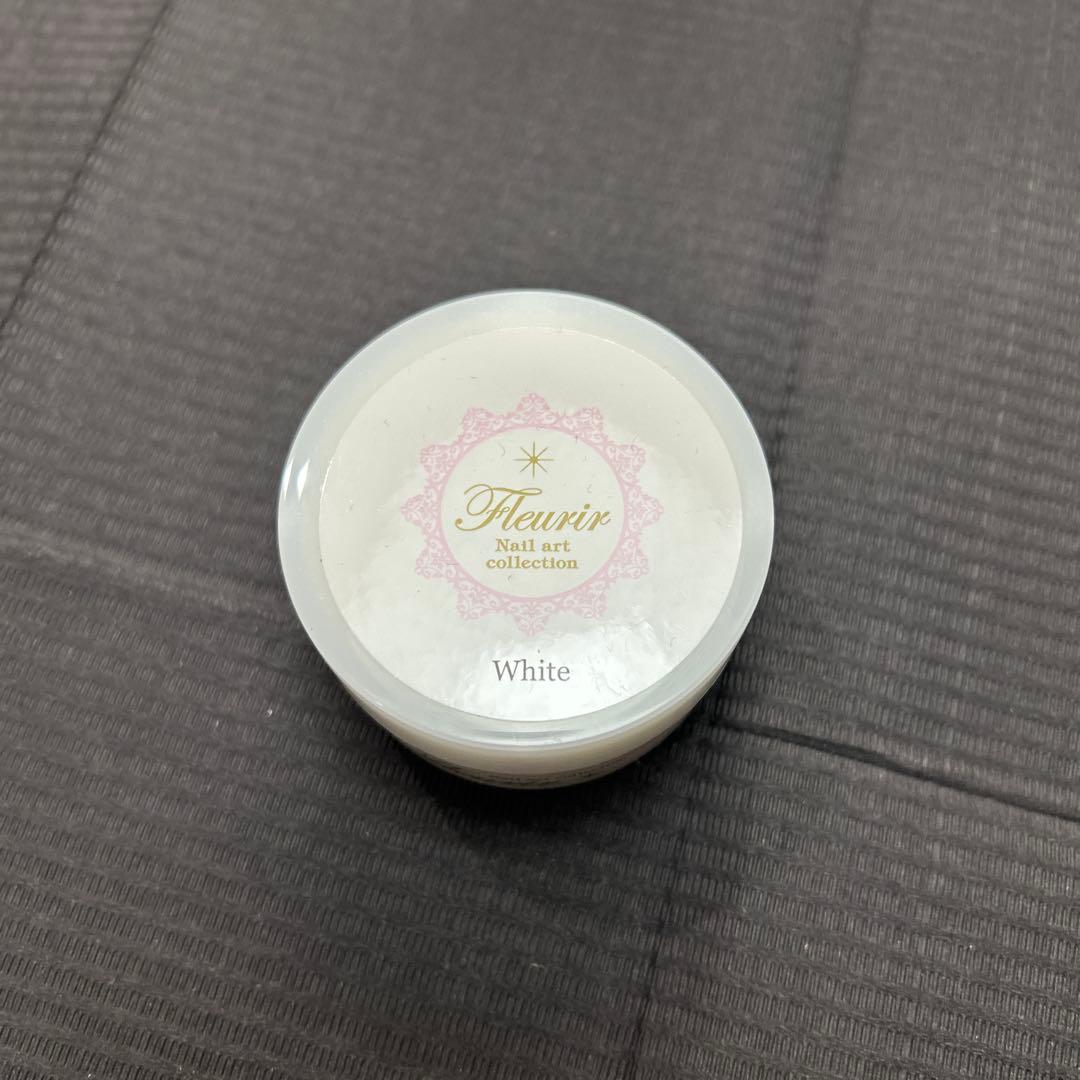 Fleurir
Nail art
collection
White